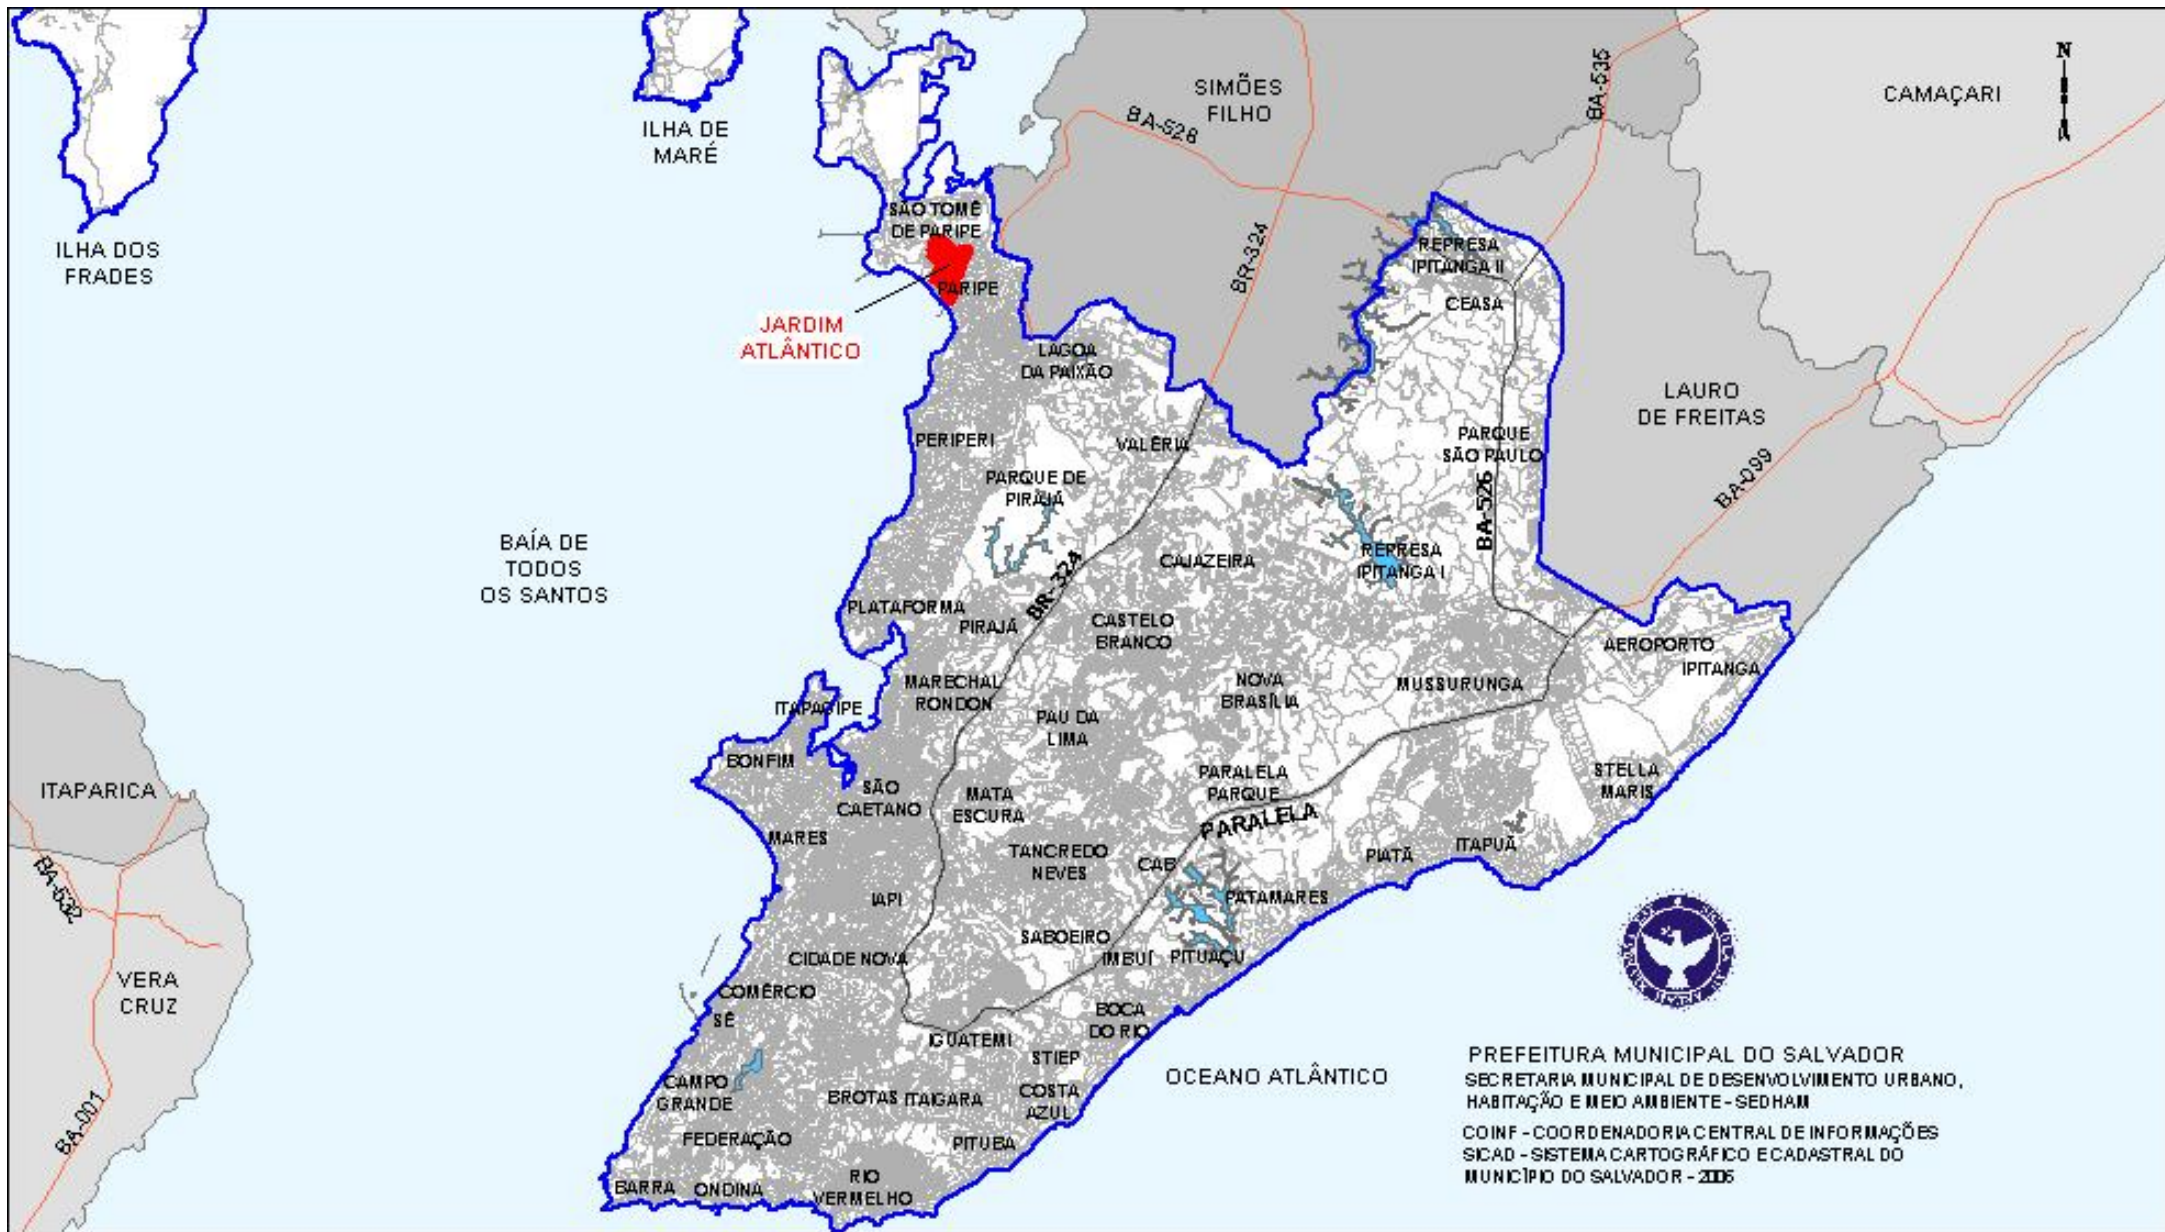 N
SIMÕES
FILHO
BA-535
CAMAÇARI
BA-528
ILHA DE
MARÉ
SÃO TOMÉ
DE PARIPE
ILHA DOS
FRADES
BR-324
REPRESA
IPITANGA II
PARIPE
CEASA
JARDIM
ATLÂNTICO
LAGOA
DA PAIXÃO
LAURO
DE FREITAS
PERIPERI
VALÉRIA
PARQUE
SÃO PAULO
PARQUE DE
PIRAJÁ
BA-099
BA-526
BAÍA DE
TODOS
OS SANTOS
CAJAZEIRA
REPRESA
IPITANGA I
BR-324
PLATAFORMA
PIRAJÁ
CASTELO
BRANCO
AEROPORTO
IPITANGA
MARECHAL
RONDON
NOVA
BRASÍLIA
MUSSURUNGA
ITAPAGIPE
PAU DA
LIMA
BONFIM
PARALELA
PARQUE
STELLA
MARIS
ITAPARICA
SÃO
CAETANO
MATA
ESCURA
PARALELA
MARES
ITAPUÃ
TANCREDO
NEVES
CAB
PIATÃ
BA-532
IAPI
PATAMARES
SABOEIRO
CIDADE NOVA
IMBUÍ
PITUAÇU
VERA
CRUZ
COMÉRCIO
SÉ
BOCA
DO RIO
IGUATEMI
STIEP
OCEANO ATLÂNTICO
CAMPO
GRANDE
BROTAS
ITAIGARA
COSTA
AZUL
BA-001
FEDERAÇÃO
PITUBA
BARRA
ONDINA
RIO
VERMELHO
PREFEITURA MUNICIPAL DO SALVADOR
SECRETARIA MUNICIPAL DE DESENVOLVIMENTO URBANO,
HABITAÇÃO E MEIO AMBIENTE - SEDHAM
COINF - COORDENADORIA CENTRAL DE INFORMAÇÕES
SICAD - SISTEMA CARTOGRÁFICO E CADASTRAL DO
MUNICÍPIO DO SALVADOR - 2006